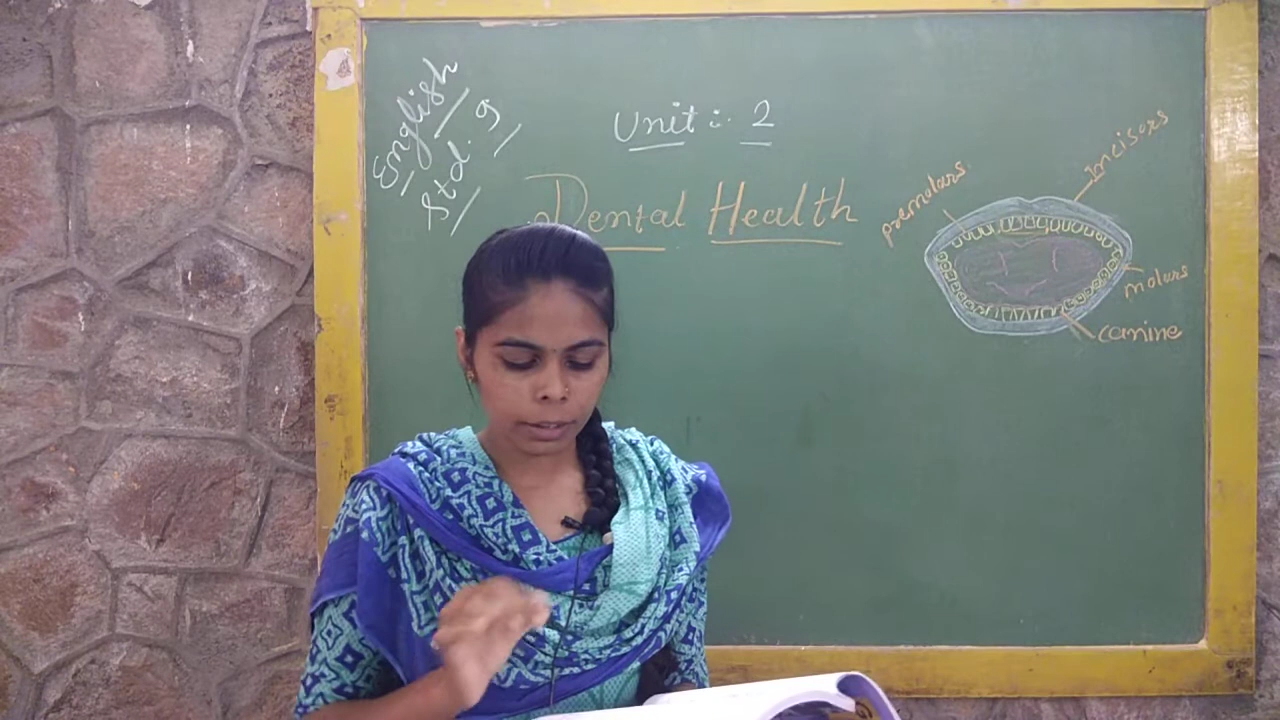 English
Std. 9
Unit :- 2
Dental Health
premolars
Incisors
molars
canine